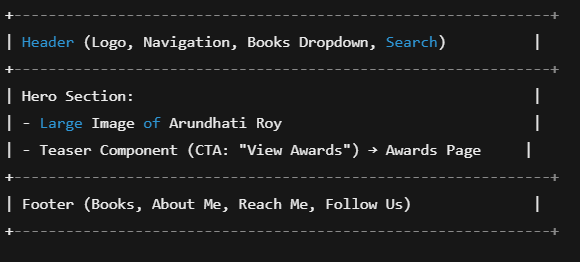 +------------------------------------------------------------------+
| Header (Logo, Navigation, Books Dropdown, Search) |
+------------------------------------------------------------------+
| Hero Section: |
| - Large Image of Arundhati Roy |
| - Teaser Component (CTA: "View Awards") → Awards Page |
+------------------------------------------------------------------+
| Footer (Books, About Me, Reach Me, Follow Us) |
+------------------------------------------------------------------+